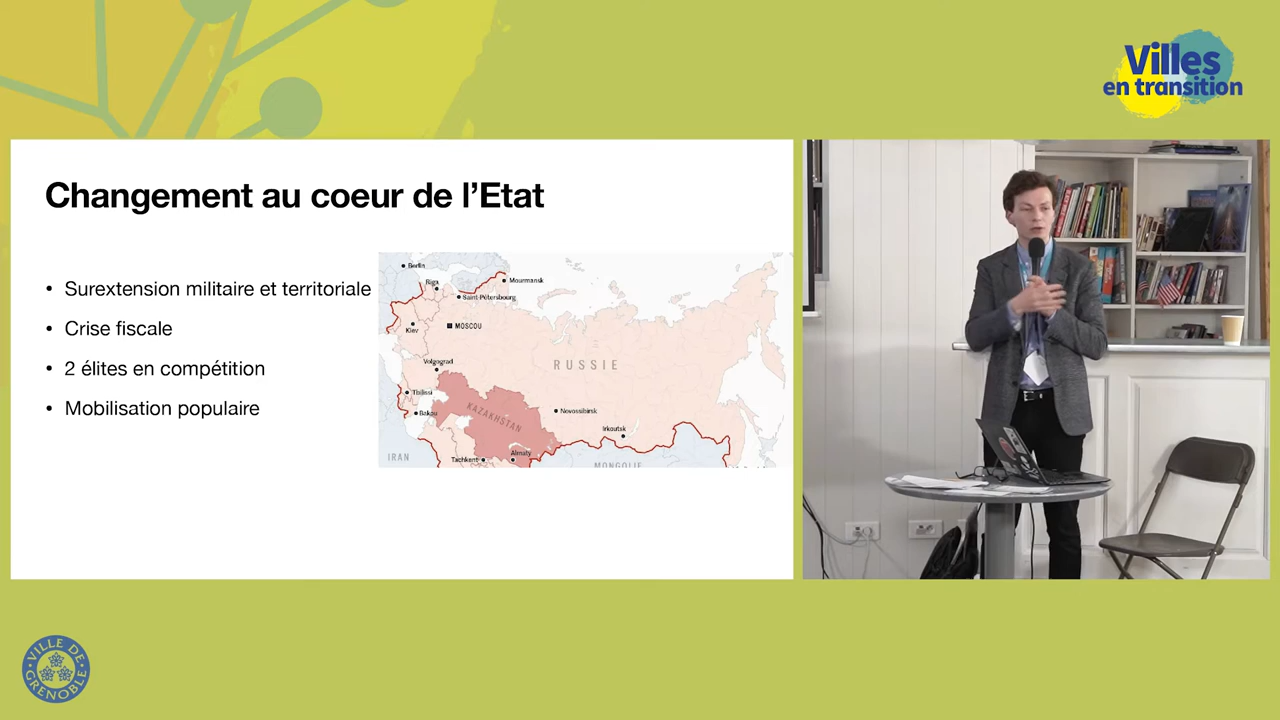 Villes
en transition
Changement au coeur de l'Etat
• Surextension militaire et territoriale
• Crise fiscale
• 2 élites en compétition
• Mobilisation populaire
Berlin
Riga
Mourmansk
Saint-Pétersbourg
Kiev
MOSCOU
Volgograd
RUSSIE
Tbilissi
Bakou
KAZAKHSTAN
Novossibirsk
Irkoutsk
IRAN
Tachkent
Almaty
MONGOLIE
VILLE DE
GRENOBLE